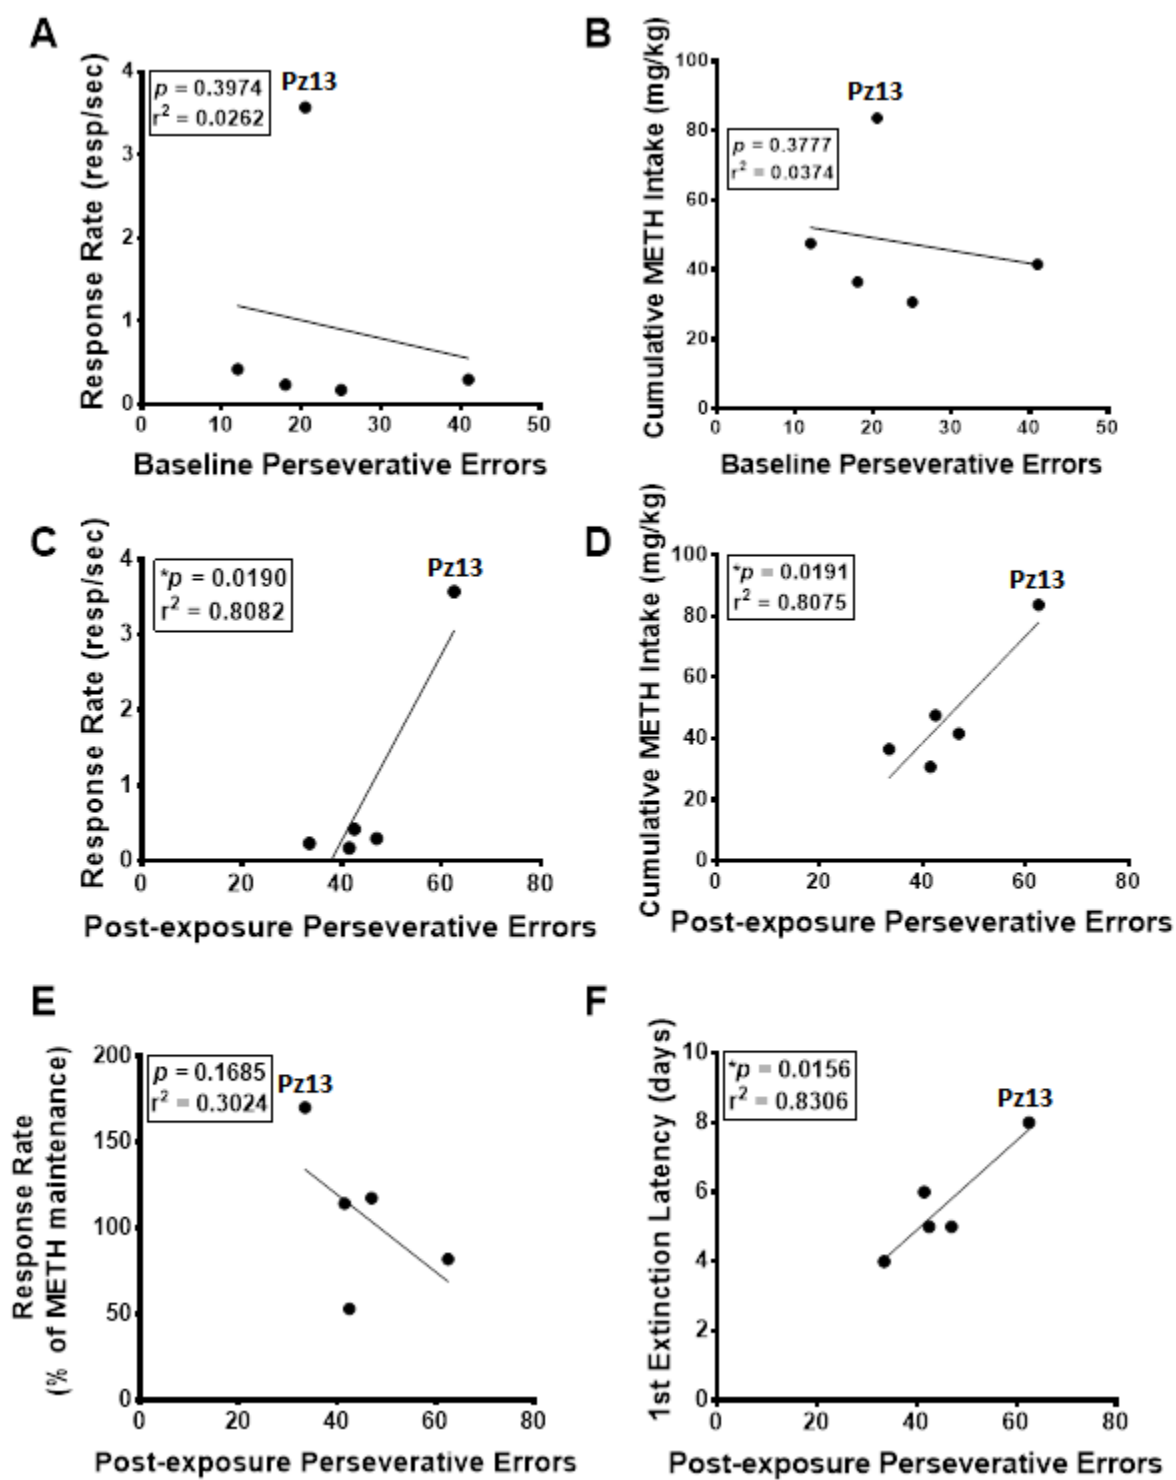 A
Response Rate (resp/sec)
4
3
2
1
0
p = 0.3974
r² = 0.0262
Pz13
0 10 20 30 40 50
Baseline Perseverative Errors
B
Cumulative METH Intake (mg/kg)
100
80
60
40
20
0
Pz13
p = 0.3777
r² = 0.0374
0 10 20 30 40 50
Baseline Perseverative Errors
C
Response Rate (resp/sec)
4
3
2
1
0
*p = 0.0190
r² = 0.8082
Pz13
0 20 40 60 80
Post-exposure Perseverative Errors
D
Cumulative METH Intake (mg/kg)
100
80
60
40
20
0
*p = 0.0191
r² = 0.8075
Pz13
0 20 40 60 80
Post-exposure Perseverative Errors
E
Response Rate
(% of METH maintenance)
200
150
100
50
0
p = 0.1685
r² = 0.3024
Pz13
0 20 40 60 80
Post-exposure Perseverative Errors
F
1st Extinction Latency (days)
10
8
6
4
2
0
*p = 0.0156
r² = 0.8306
Pz13
0 20 40 60 80
Post-exposure Perseverative Errors